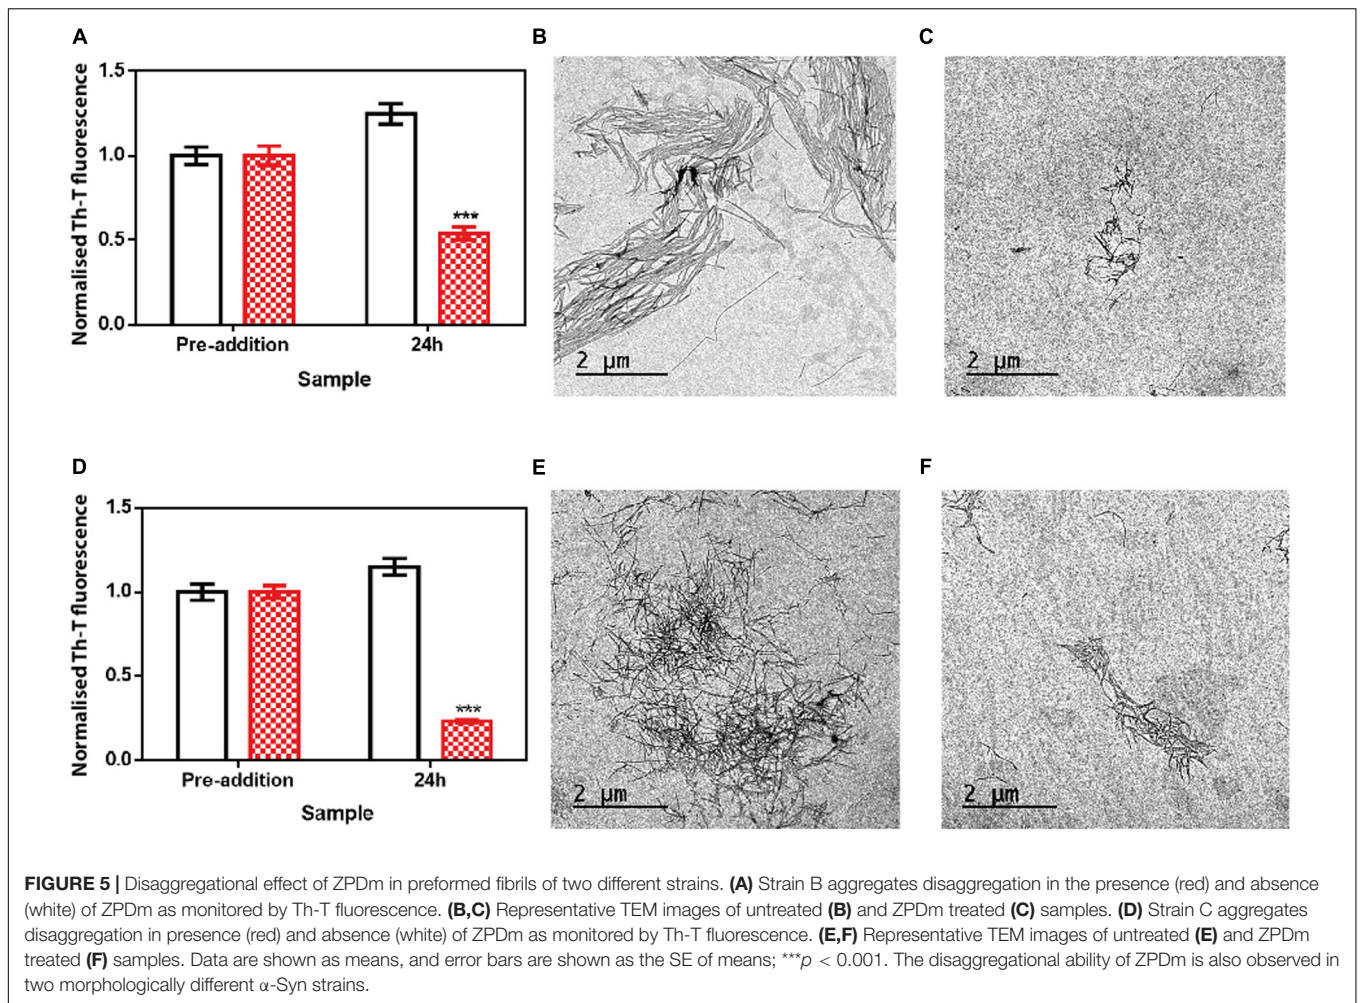 A
B
C
Normalised Th-T fluorescence
1.5
1.0
0.5
0.0
***
Pre-addition
24h
Sample
2 μm
2 μm
D
E
F
Normalised Th-T fluorescence
1.5
1.0
0.5
0.0
***
Pre-addition
24h
Sample
2 μm
2 μm
FIGURE 5 | Disaggregational effect of ZPDm in preformed fibrils of two different strains. (A) Strain B aggregates disaggregation in the presence (red) and absence
(white) of ZPDm as monitored by Th-T fluorescence. (B,C) Representative TEM images of untreated (B) and ZPDm treated (C) samples. (D) Strain C aggregates
disaggregation in presence (red) and absence (white) of ZPDm as monitored by Th-T fluorescence. (E,F) Representative TEM images of untreated (E) and ZPDm
treated (F) samples. Data are shown as means, and error bars are shown as the SE of means; ***p < 0.001. The disaggregational ability of ZPDm is also observed in
two morphologically different α-Syn strains.